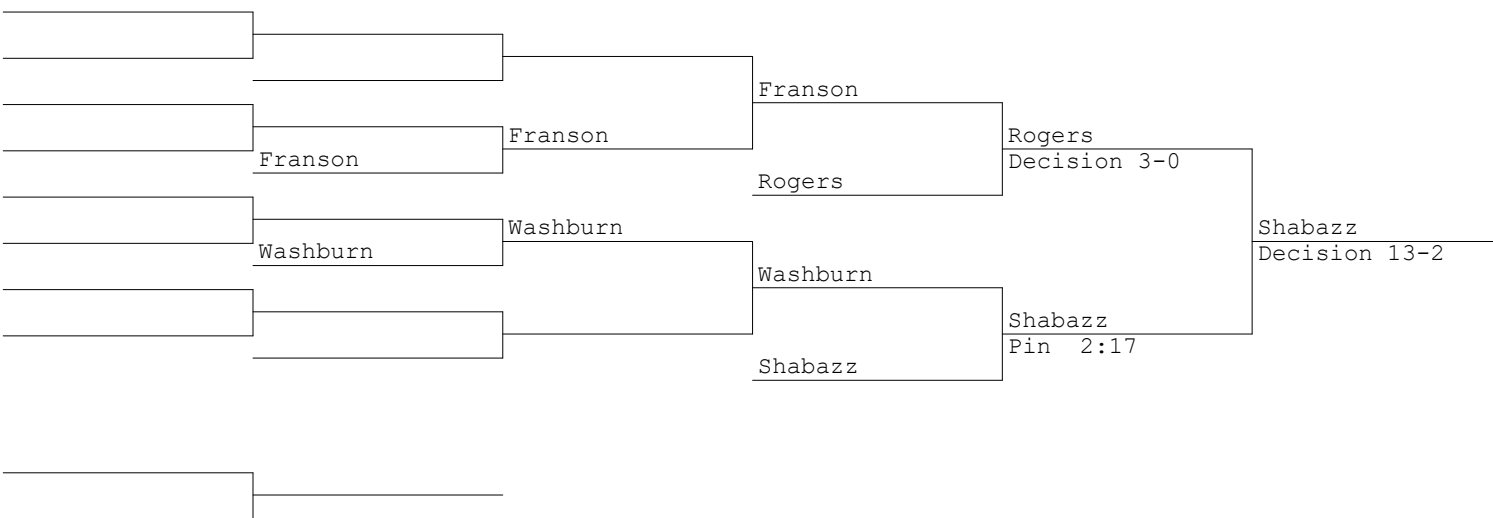 Franson
Franson
Rogers
Franson
Decision 3-0
Rogers
Washburn
Shabazz
Washburn
Decision 13-2
Washburn
Shabazz
Pin 2:17
Shabazz